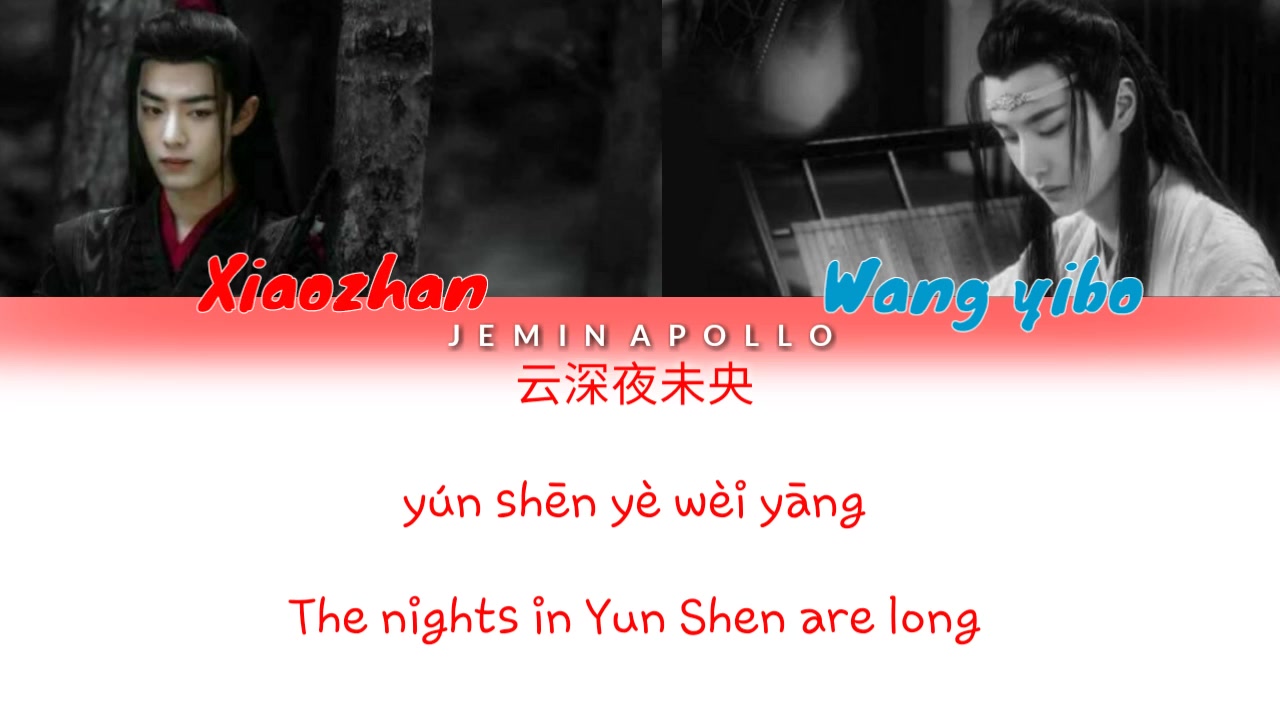 Xiaozhan
Wang yibo
JEMIN APOLLO
云深夜未央
yún shēn yè wèi yāng
The nights in Yun Shen are long